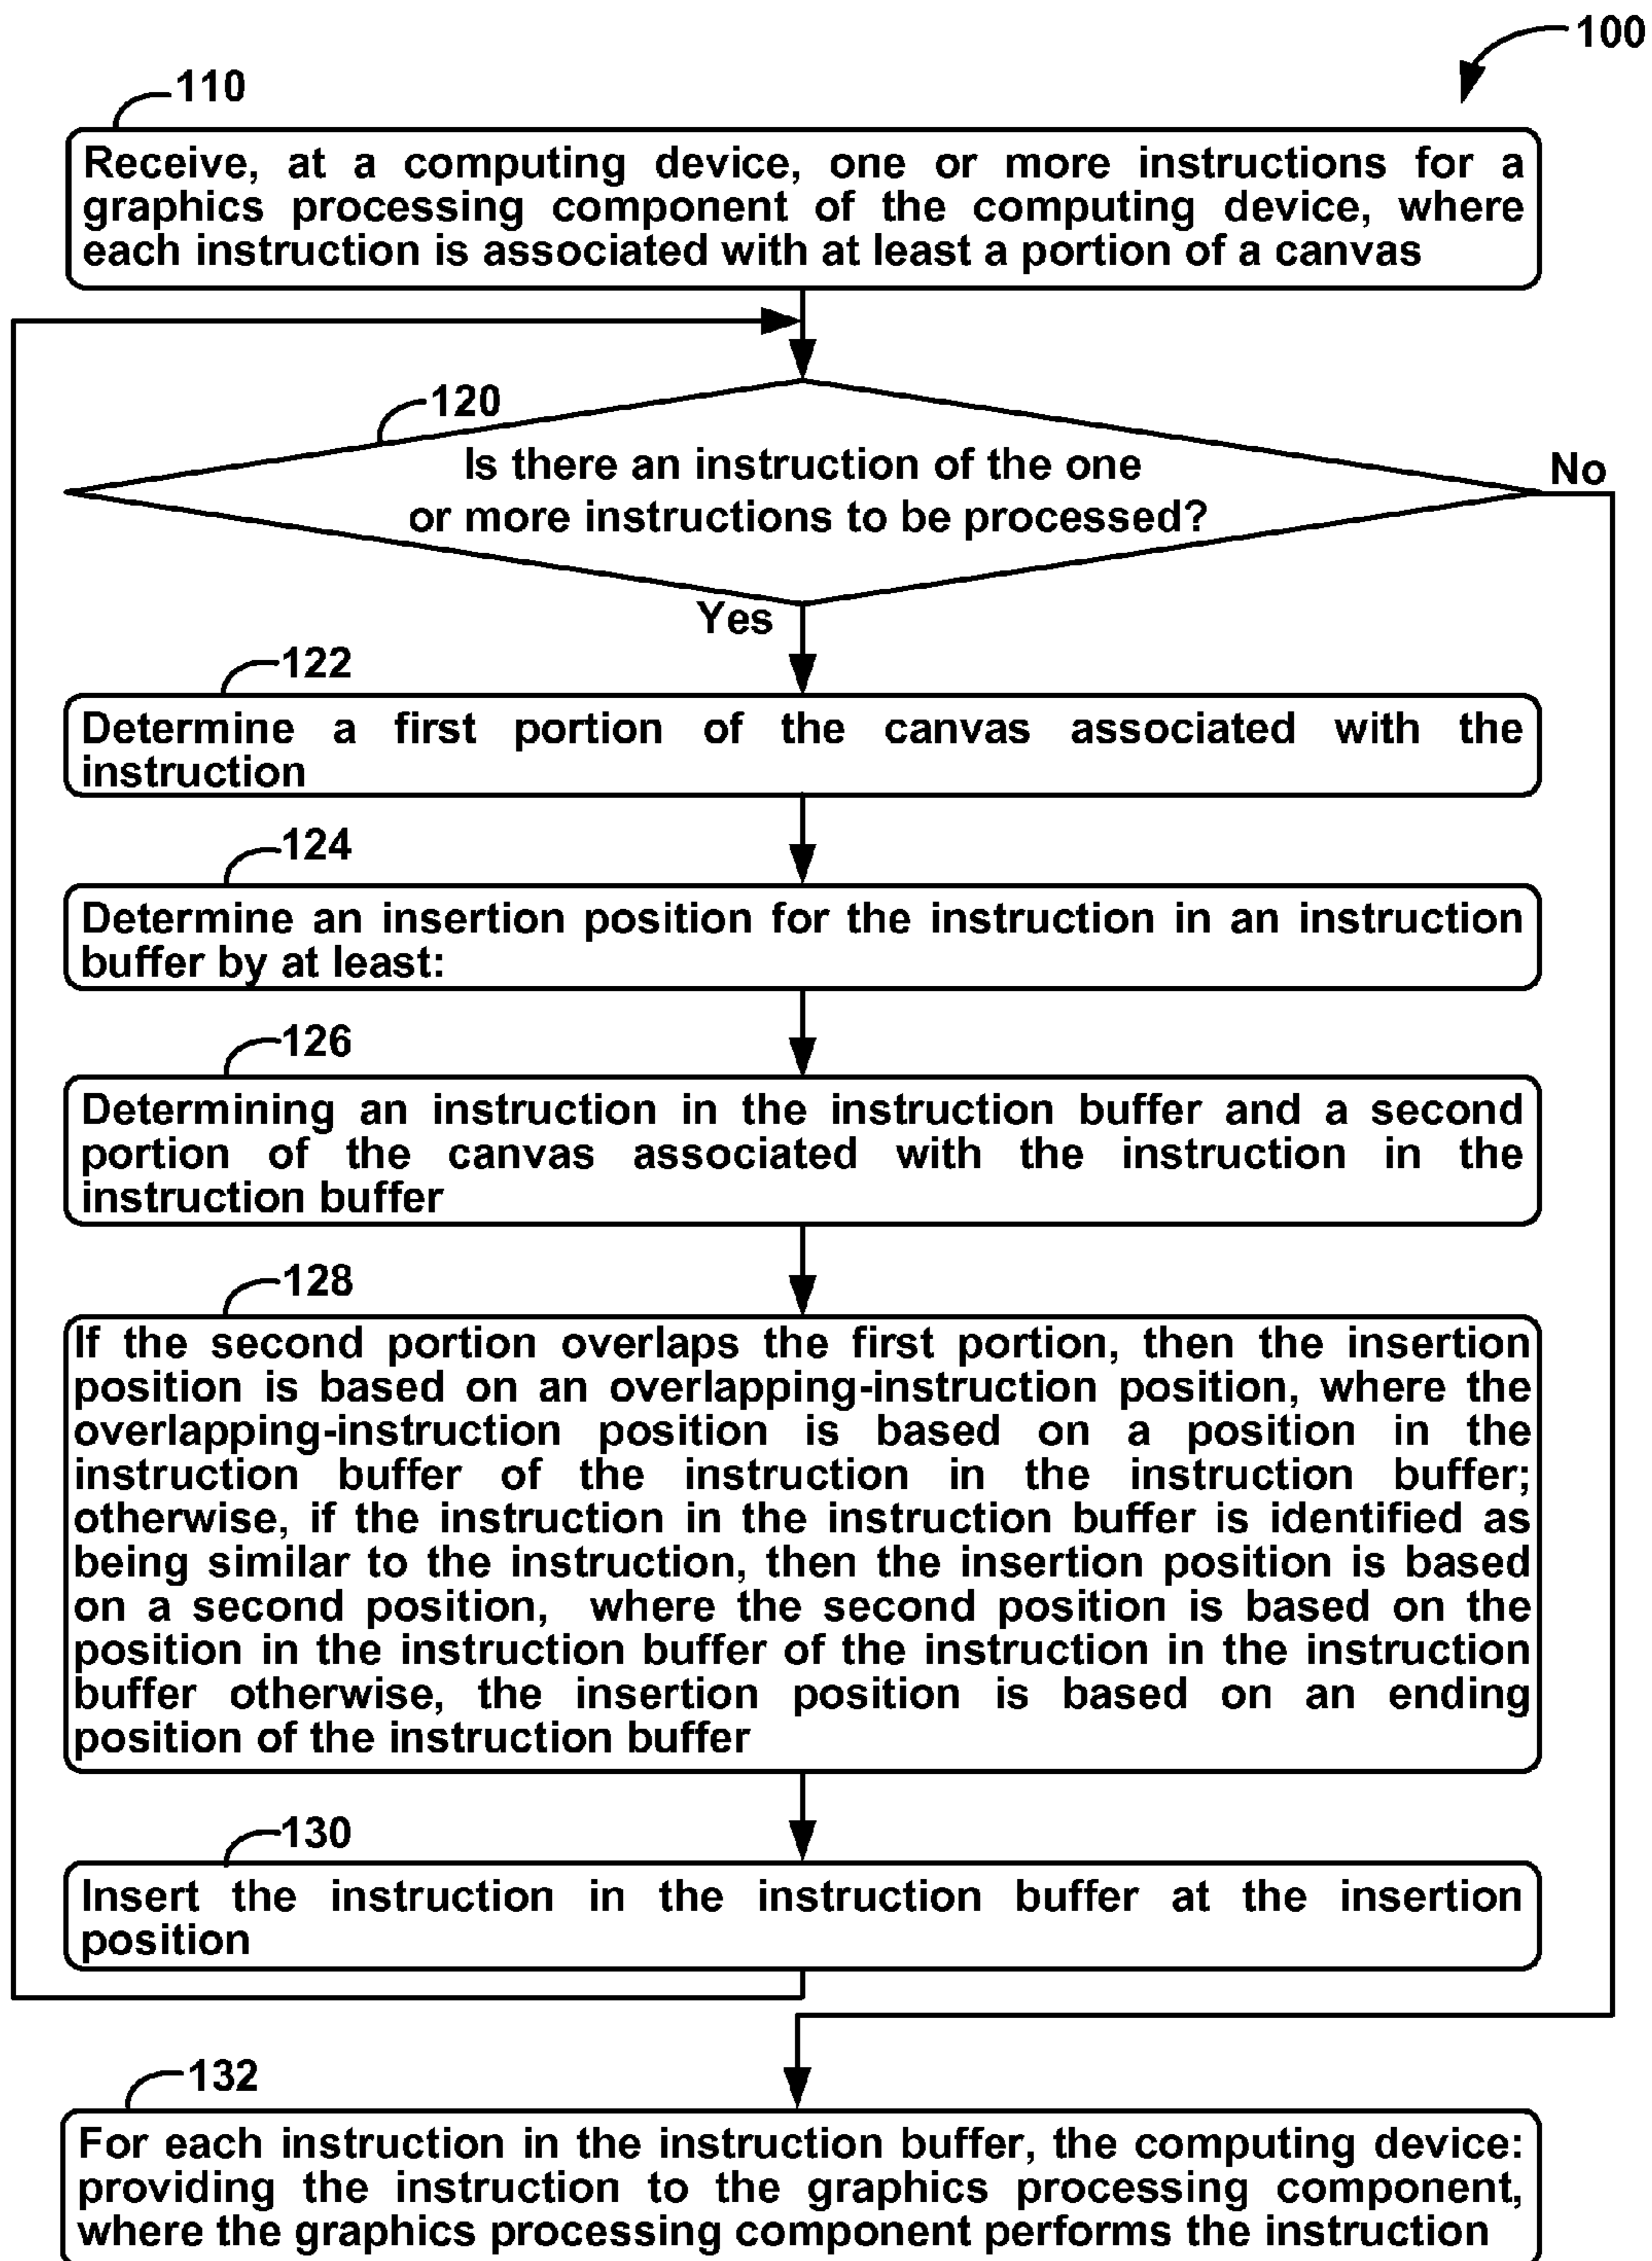 100
110
Receive, at a computing device, one or more instructions for a
graphics processing component of the computing device, where
each instruction is associated with at least a portion of a canvas
120
Is there an instruction of the one
or more instructions to be processed?
No
Yes
122
Determine a first portion of the canvas associated with the
instruction
124
Determine an insertion position for the instruction in an instruction
buffer by at least:
126
Determining an instruction in the instruction buffer and a second
portion of the canvas associated with the instruction in the
instruction buffer
128
If the second portion overlaps the first portion, then the insertion
position is based on an overlapping-instruction position, where the
overlapping-instruction position is based on a position in the
instruction buffer of the instruction in the instruction buffer;
otherwise, if the instruction in the instruction buffer is identified as
being similar to the instruction, then the insertion position is based
on a second position, where the second position is based on the
position in the instruction buffer of the instruction in the instruction
buffer otherwise, the insertion position is based on an ending
position of the instruction buffer
130
Insert the instruction in the instruction buffer at the insertion
position
132
For each instruction in the instruction buffer, the computing device:
providing the instruction to the graphics processing component,
where the graphics processing component performs the instruction